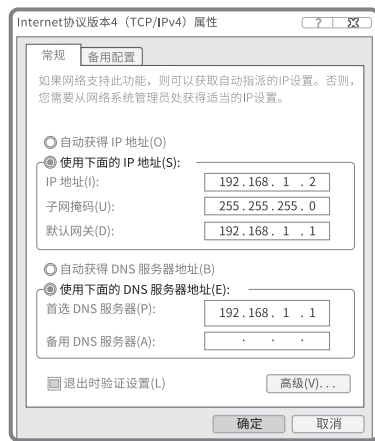 Internet协议版本4（TCP/IPv4）属性
常规 备用配置
如果网络支持此功能，则可以获取自动指派的IP设置。否则，
您需要从网络系统管理员处获得适当的IP设置。
自动获得 IP 地址(O)
使用下面的 IP 地址(S):
IP 地址(I): 192.168. 1 . 2
子网掩码(U): 255.255.255. 0
默认网关(D): 192.168. 1 . 1
自动获得 DNS 服务器地址(B)
使用下面的 DNS 服务器地址(E):
首选 DNS 服务器(P): 192.168. 1 . 1
备用 DNS 服务器(A): . . .
退出时验证设置(L) 高级(V)...
确定 取消